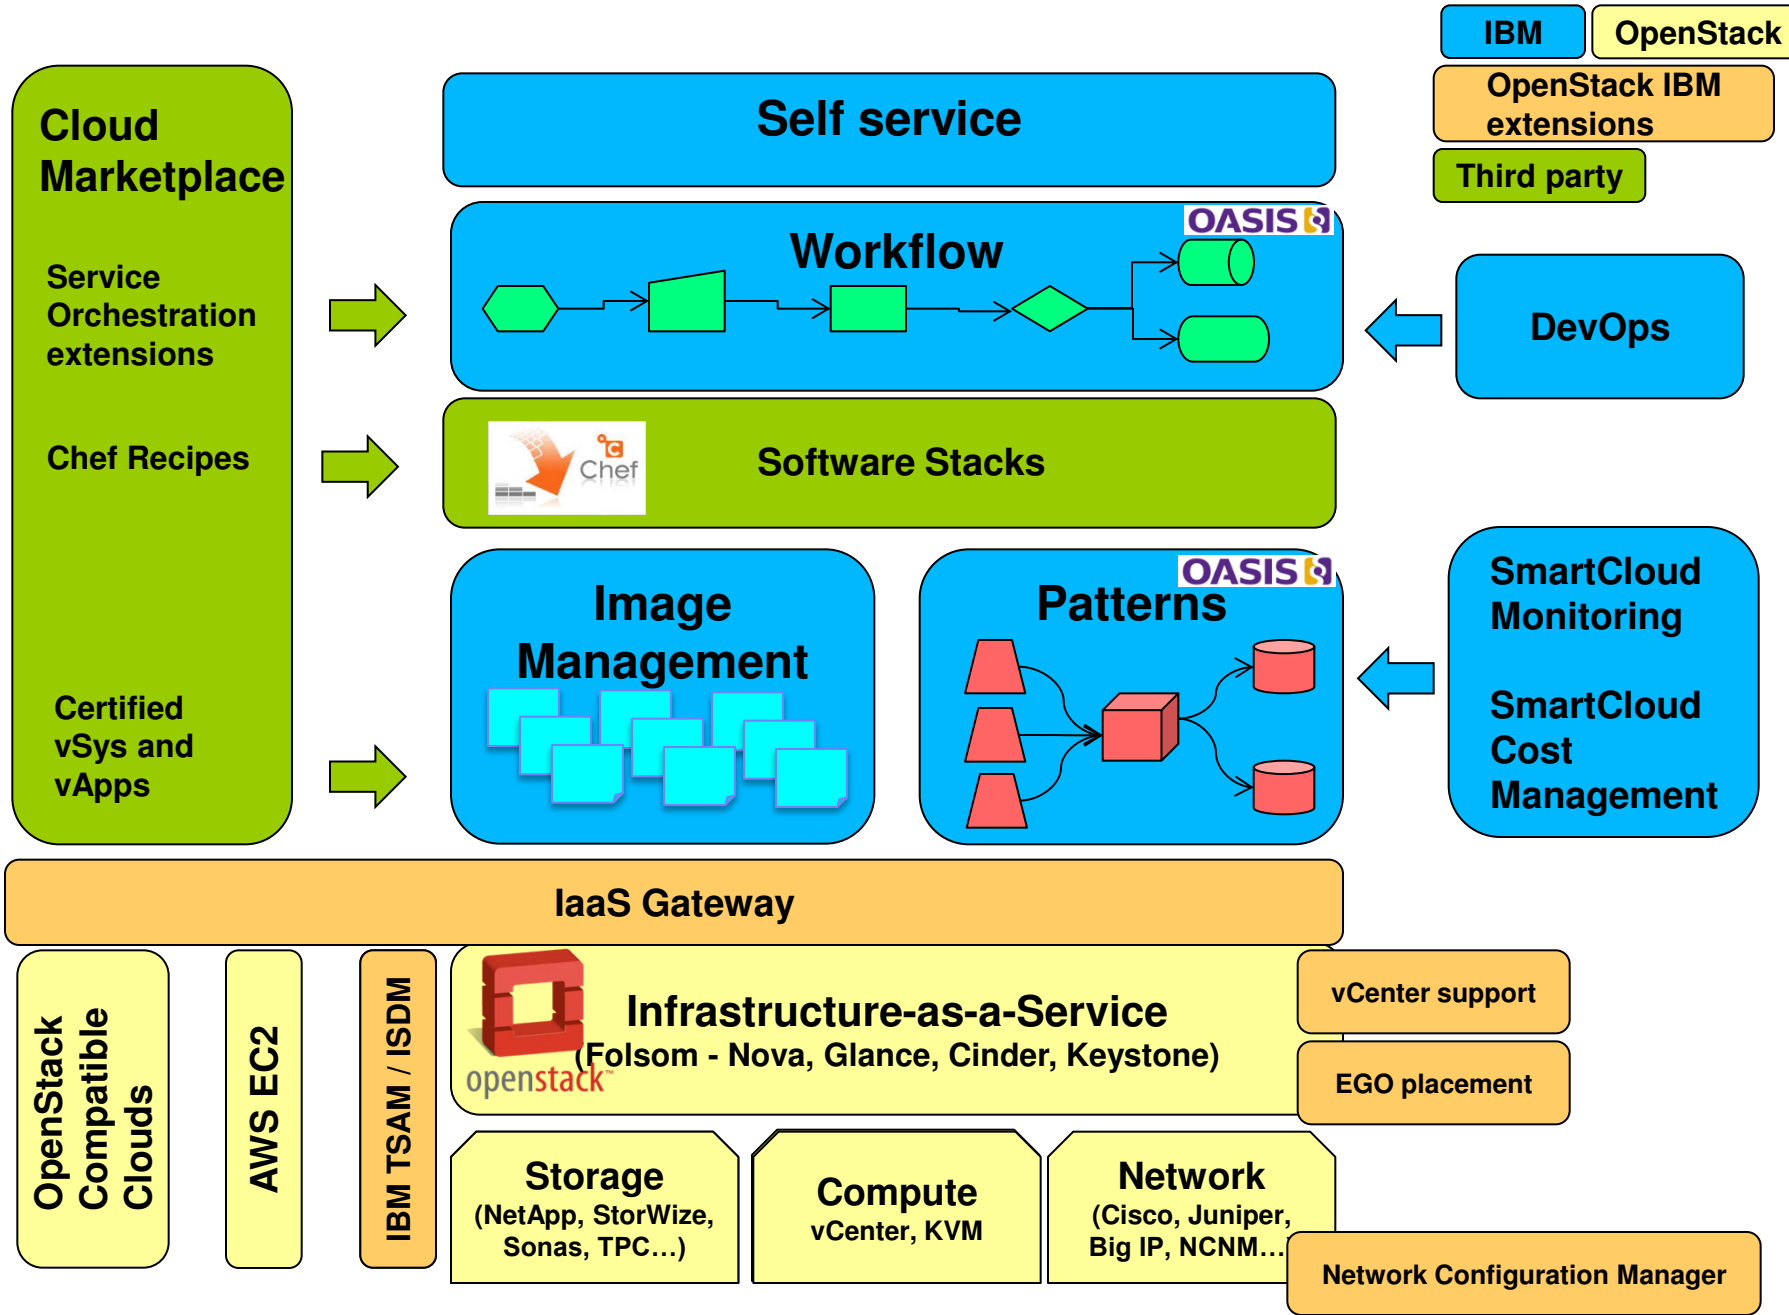 IBM
OpenStack
OpenStack IBM
extensions
Third party
Cloud
Marketplace
Service
Orchestration
extensions
Chef Recipes
Certified
vSys and
vApps
Self service
OASIS
Workflow
DevOps
Chef
Software Stacks
Image
Management
OASIS
Patterns
SmartCloud
Monitoring
SmartCloud
Cost
Management
IaaS Gateway
OpenStack
Compatible
Clouds
AWS EC2
IBM TSAM / ISDM
openstack™
Infrastructure-as-a-Service
(Folsom - Nova, Glance, Cinder, Keystone)
vCenter support
EGO placement
Storage
(NetApp, StorWize,
Sonas, TPC…)
Compute
vCenter, KVM
Network
(Cisco, Juniper,
Big IP, NCNM…
Network Configuration Manager